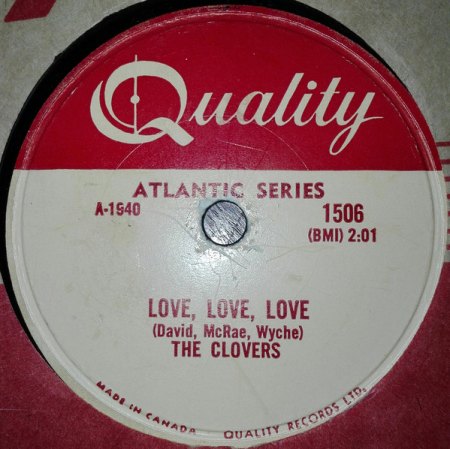 Quality
ATLANTIC SERIES
A-1940
1506
(BMI) 2:01
LOVE, LOVE, LOVE
(David, McRae, Wyche)
THE CLOVERS
MADE IN CANADA
QUALITY RECORDS LTD.